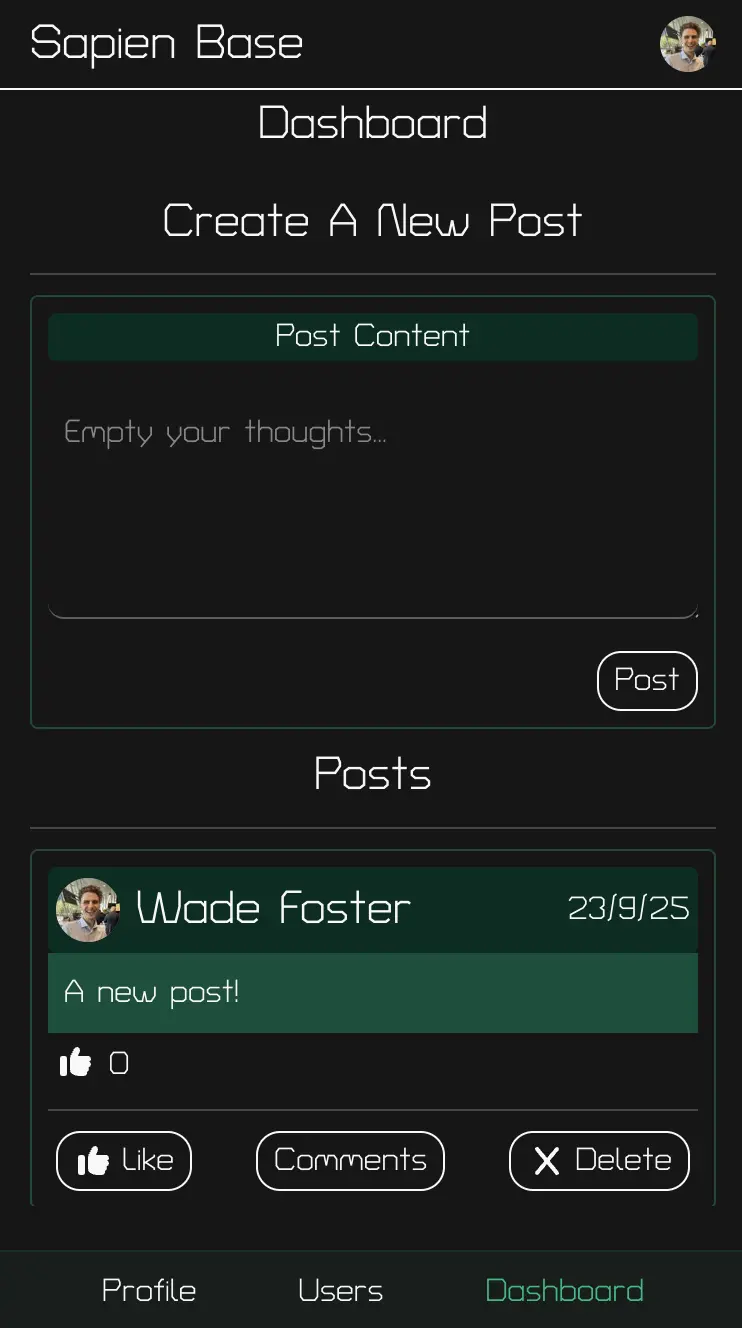 Sapien Base
Dashboard
Create A New Post
Post Content
Empty your thoughts...
Post
Posts
Wade Foster 23/9/25
A new post!
0
Like Comments Delete
Profile Users Dashboard